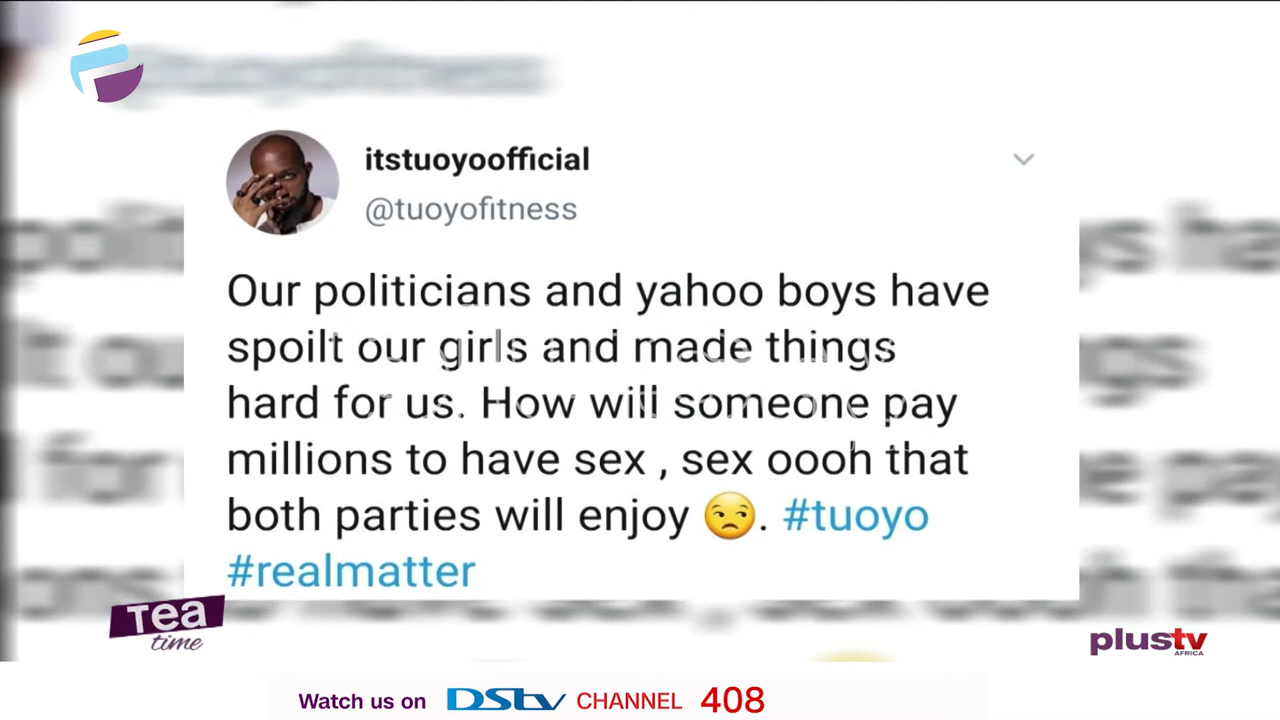 itstuoyoofficial
@tuoyofitness
Our politicians and yahoo boys have
spoilt our girls and made things
hard for us. How will someone pay
millions to have sex , sex oooh that
both parties will enjoy 😒. #tuoyo
#realmatter
Tea
time
plustv
AFRICA
Watch us on DStv CHANNEL 408